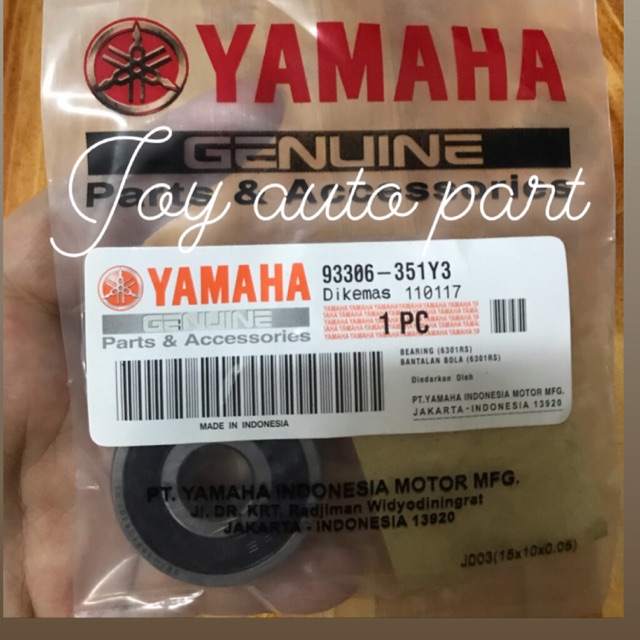 YAMAHA
GENUINE
Parts & Accessories
Joy auto part
YAMAHA
GENUINE
Parts & Accessories
93306-351Y3
Dikemas 110117
1 PC
BEARING (6301RS)
BANTALAN BOLA (6301RS)
Diedarkan Oleh
PT.YAMAHA INDONESIA MOTOR MFG.
JAKARTA-INDONESIA 13920
MADE IN INDONESIA
PT. YAMAHA INDONESIA MOTOR MFG.
Jl. DR. KRT. Radjiman Widyodiningrat
JAKARTA - INDONESIA 13920
J003(15x10x0.05)